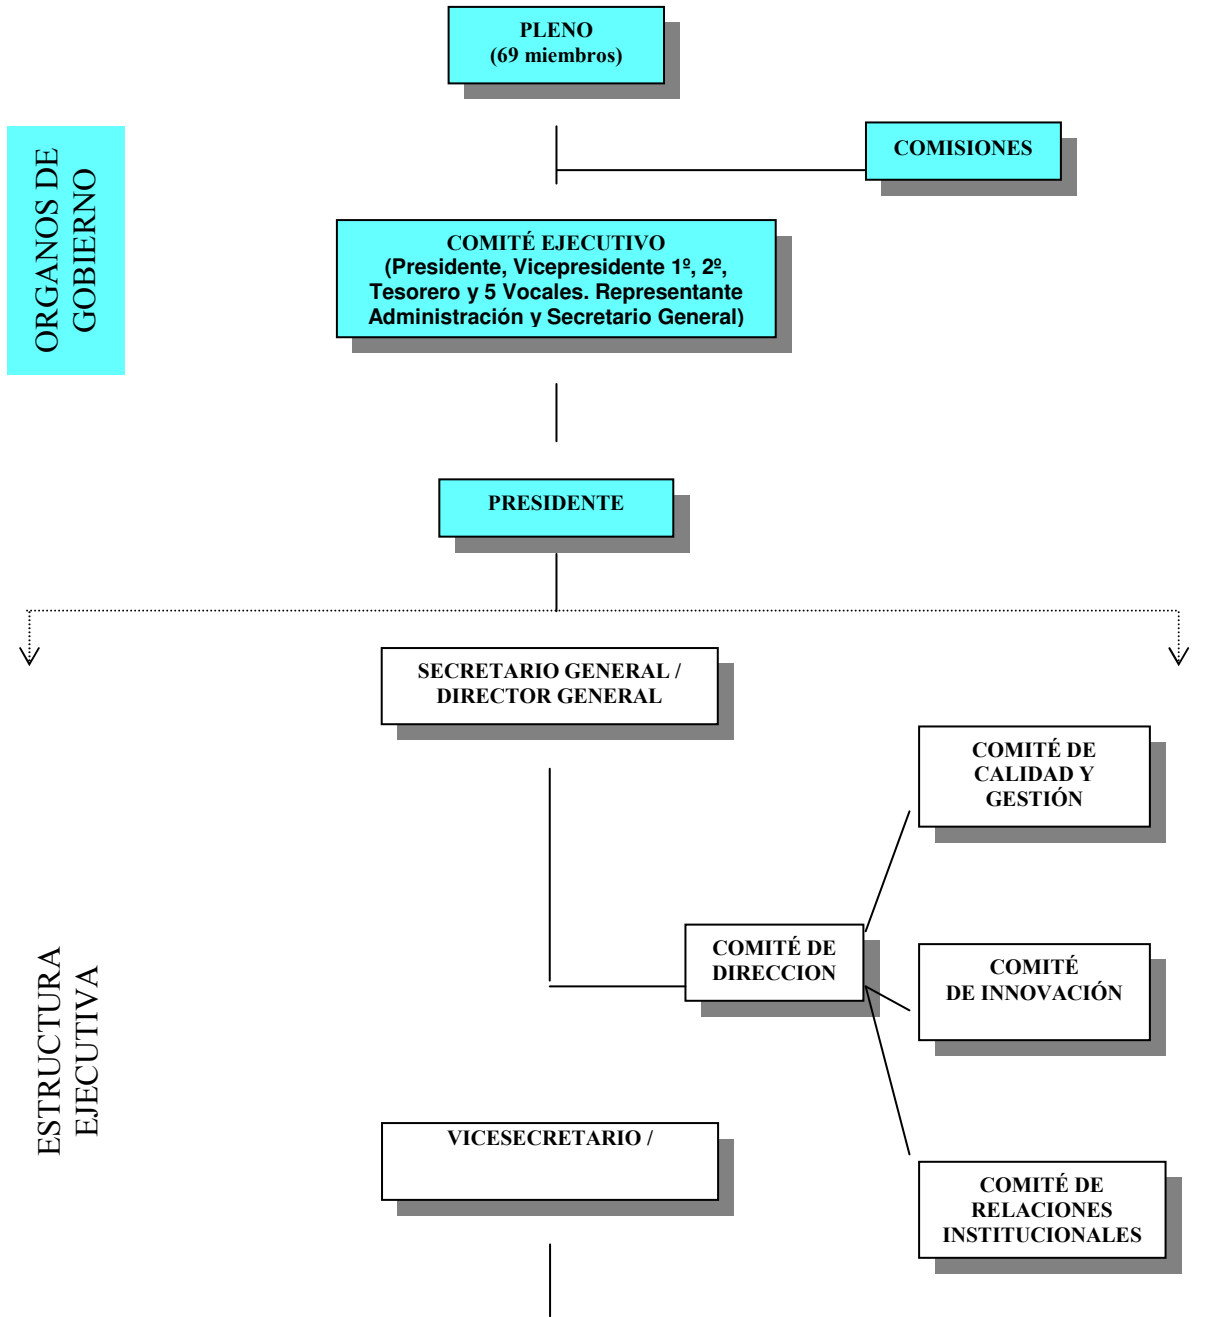 PLENO
(69 miembros)
ORGANOS DE
GOBIERNO
COMISIONES
COMITÉ EJECUTIVO
(Presidente, Vicepresidente 1º, 2º,
Tesorero y 5 Vocales. Representante
Administración y Secretario General)
PRESIDENTE
SECRETARIO GENERAL /
DIRECTOR GENERAL
COMITÉ DE
CALIDAD Y
GESTIÓN
COMITÉ DE
DIRECCION
COMITÉ
DE INNOVACIÓN
ESTRUCTURA
EJECUTIVA
VICESECRETARIO /
COMITÉ DE
RELACIONES
INSTITUCIONALES